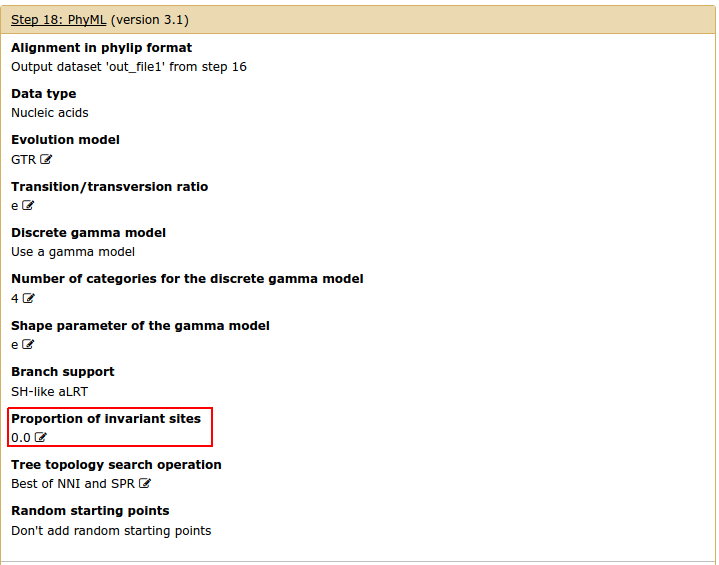 Step 18: PhyML (version 3.1)
Alignment in phylip format
Output dataset 'out_file1' from step 16
Data type
Nucleic acids
Evolution model
GTR
Transition/transversion ratio
e
Discrete gamma model
Use a gamma model
Number of categories for the discrete gamma model
4
Shape parameter of the gamma model
e
Branch support
SH-like aLRT
Proportion of invariant sites
0.0
Tree topology search operation
Best of NNI and SPR
Random starting points
Don't add random starting points